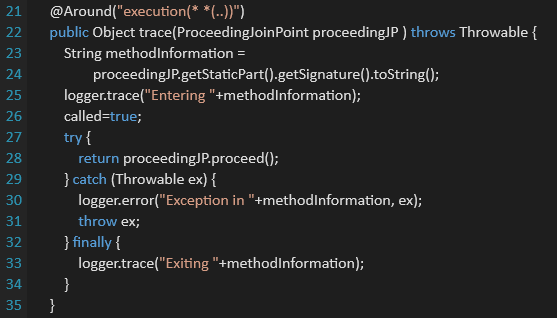 21 @Around("execution(* *(..))")
22 public Object trace(ProceedingJoinPoint proceedingJP ) throws Throwable {
23 String methodInformation =
24 proceedingJP.getStaticPart().getSignature().toString();
25 logger.trace("Entering "+methodInformation);
26 called=true;
27 try {
28 return proceedingJP.proceed();
29 } catch (Throwable ex) {
30 logger.error("Exception in "+methodInformation, ex);
31 throw ex;
32 } finally {
33 logger.trace("Exiting "+methodInformation);
34 }
35 }